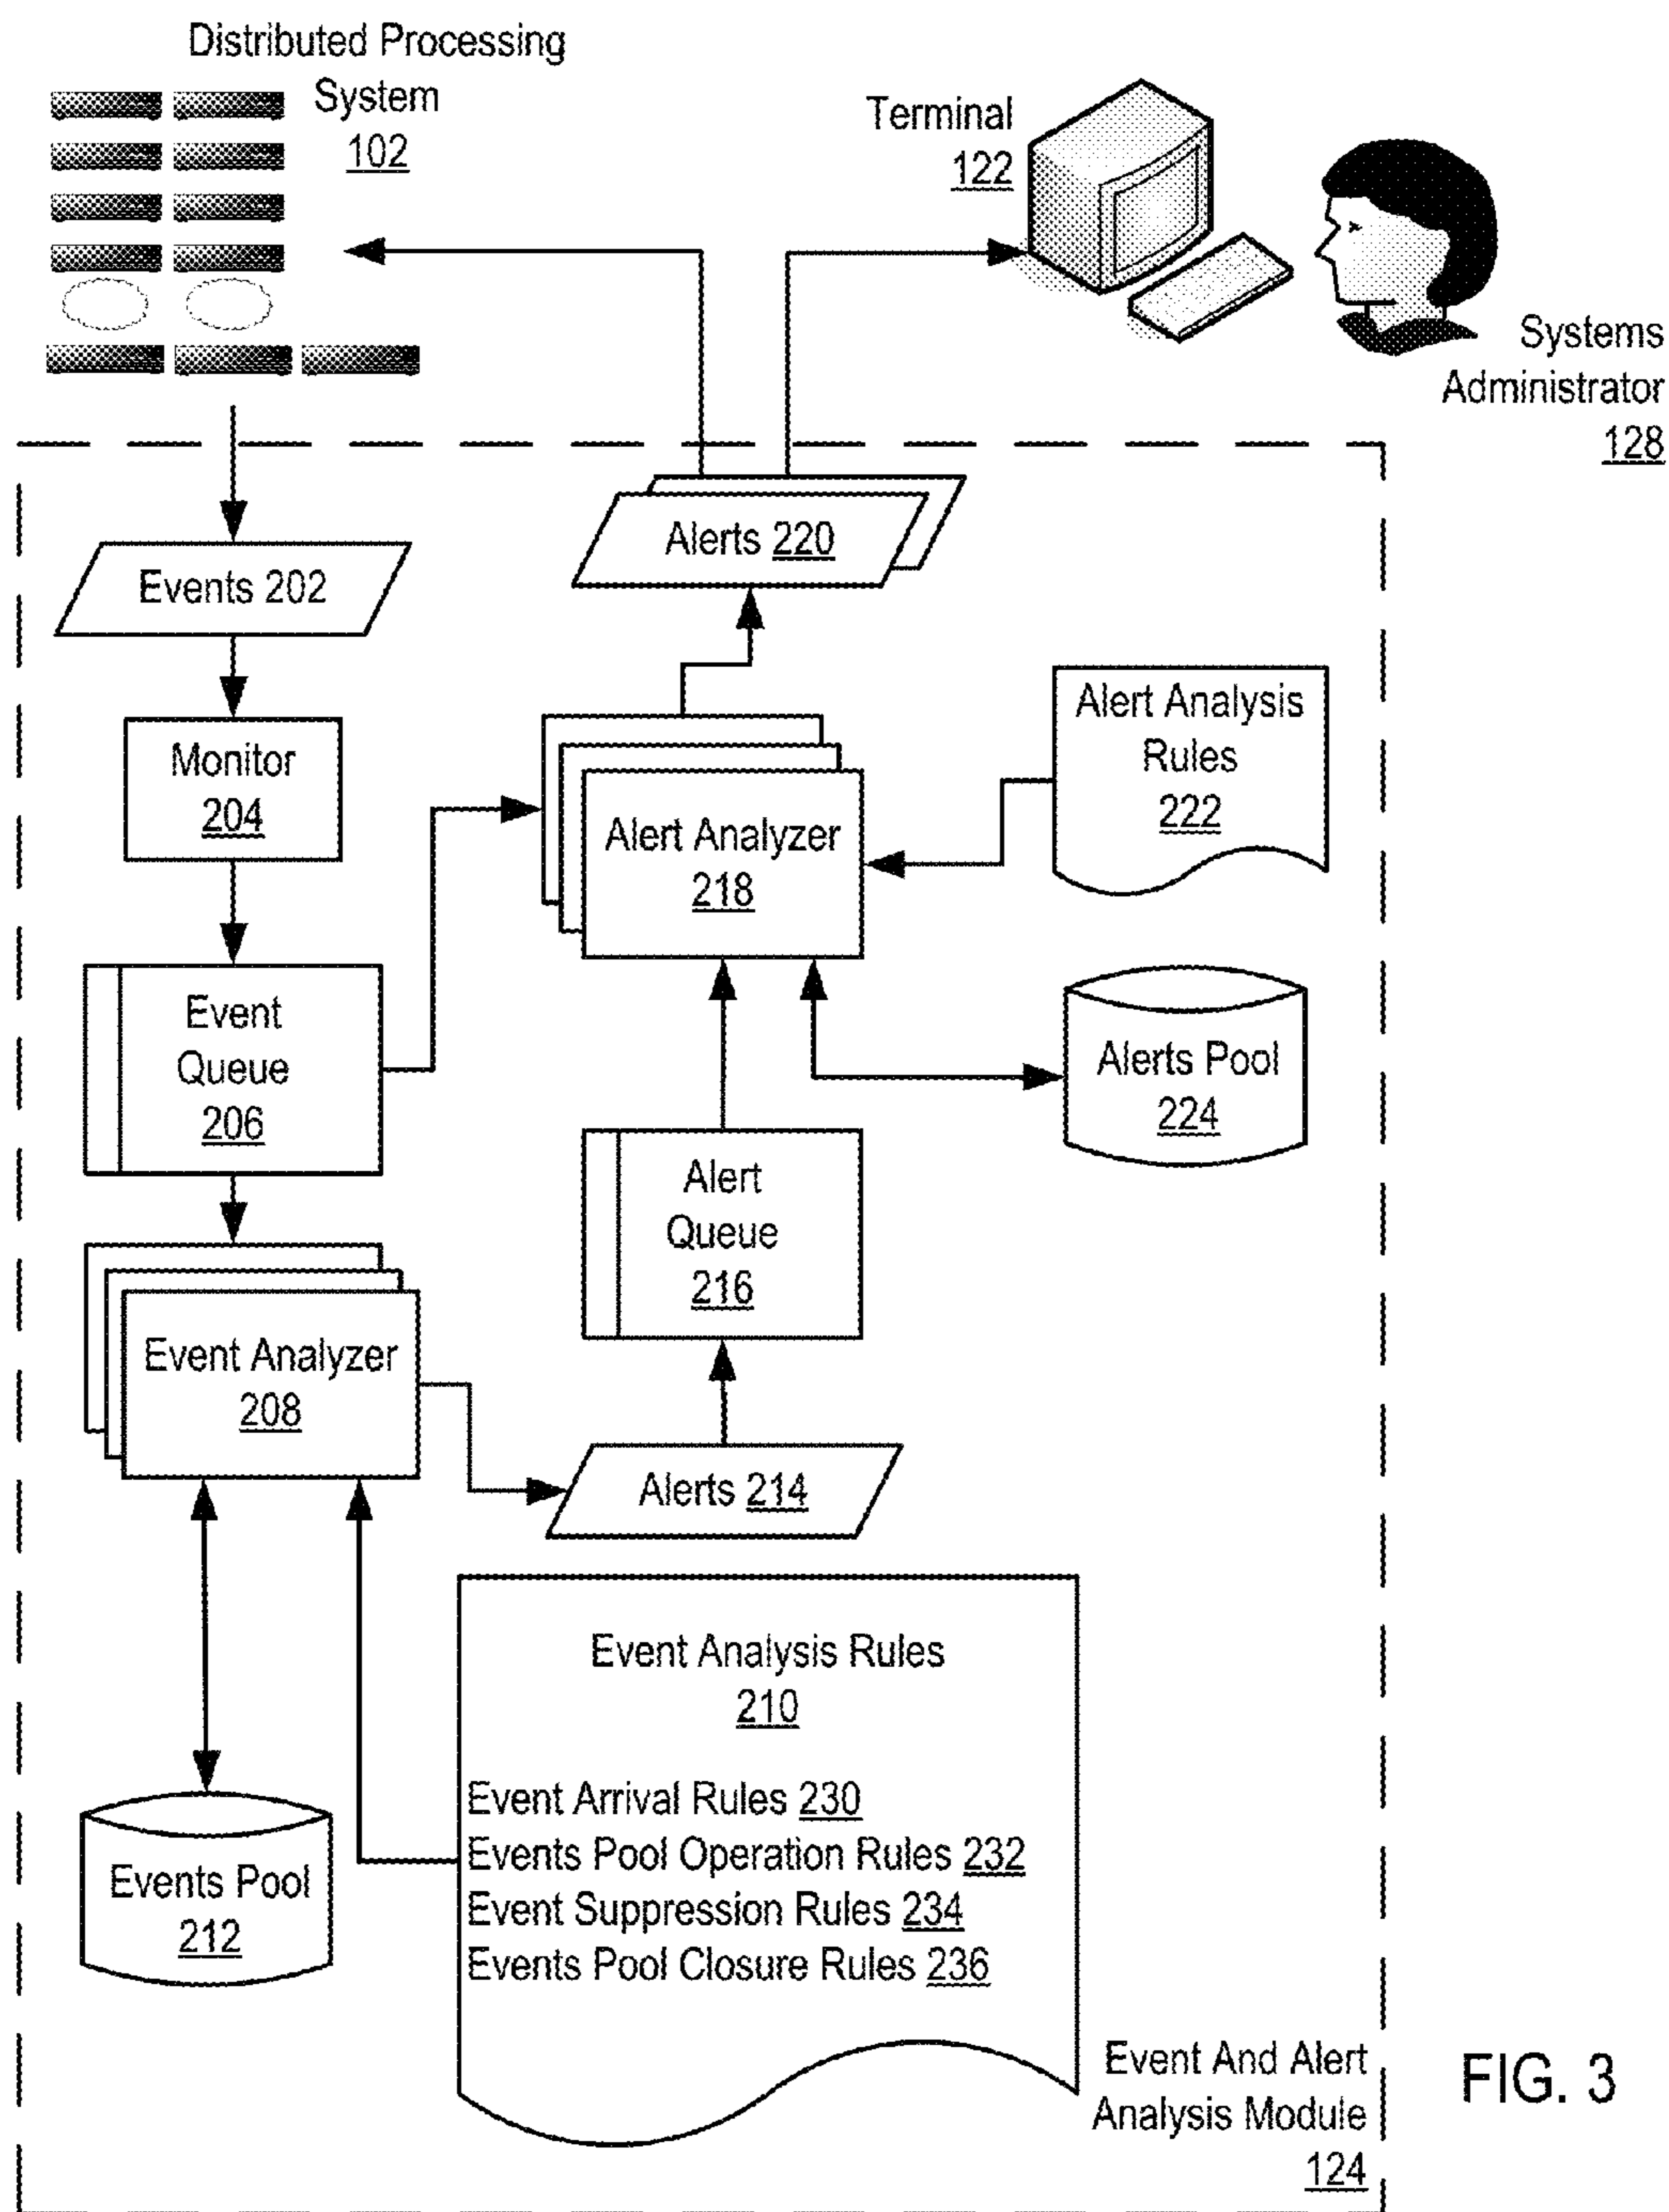 Distributed Processing
System
102
Terminal
122
Systems
Administrator
128
Alerts 220
Events 202
Monitor
204
Alert Analysis
Rules
222
Alert Analyzer
218
Event
Queue
206
Alerts Pool
224
Alert
Queue
216
Event Analyzer
208
Alerts 214
Event Analysis Rules
210
Event Arrival Rules 230
Events Pool Operation Rules 232
Event Suppression Rules 234
Events Pool Closure Rules 236
Events Pool
212
Event And Alert
Analysis Module
124
FIG. 3